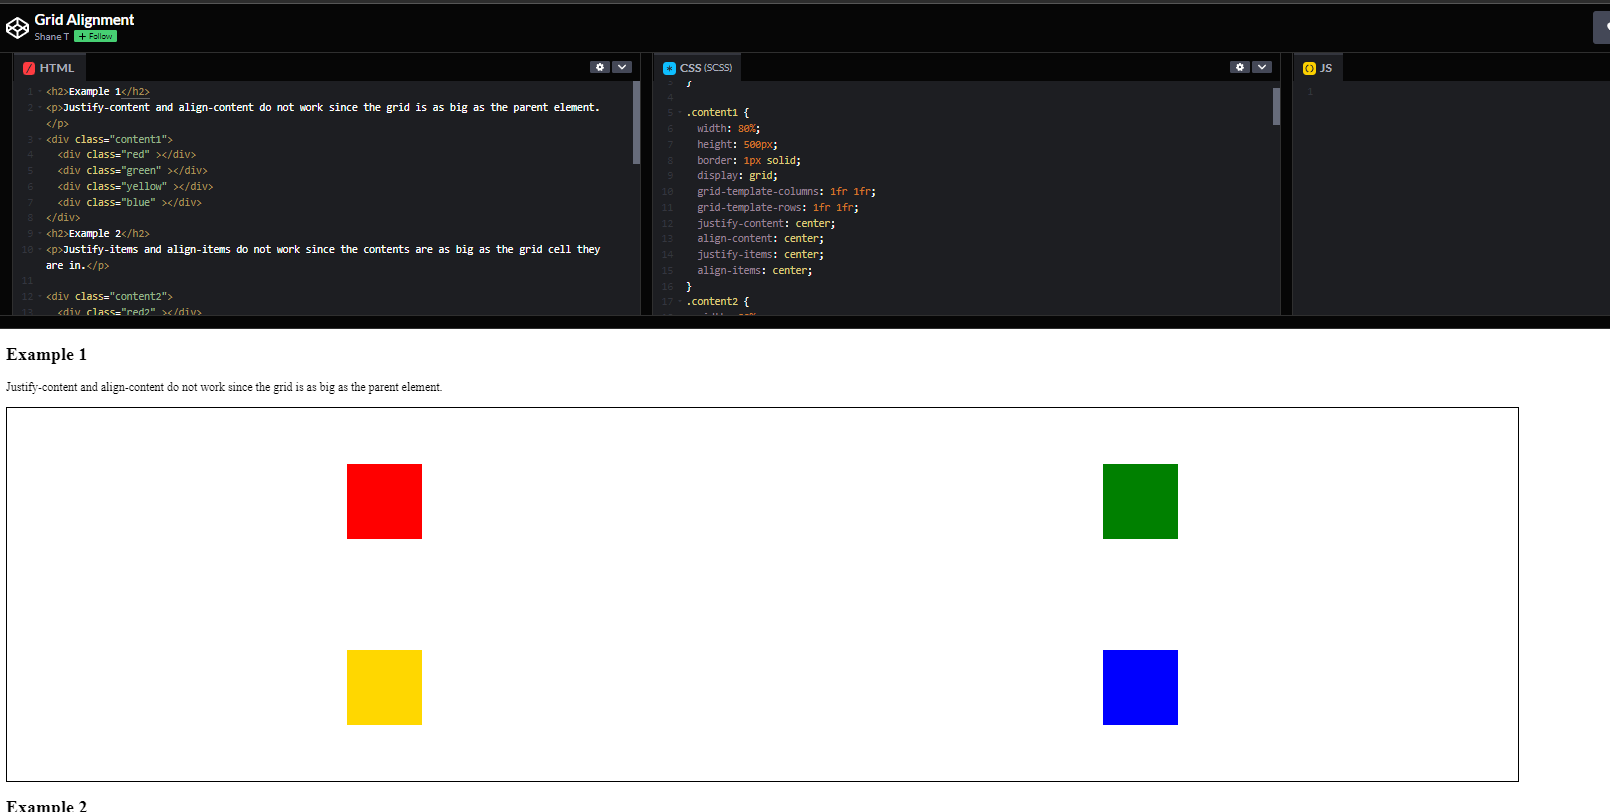 Grid Alignment
Shane T + Follow
HTML
1 <h2>Example 1</h2>
2 <p>Justify-content and align-content do not work since the grid is as big as the parent element.
</p>
3 <div class="content1">
4 <div class="red" ></div>
5 <div class="green" ></div>
6 <div class="yellow" ></div>
7 <div class="blue" ></div>
8 </div>
9 <h2>Example 2</h2>
10 <p>Justify-items and align-items do not work since the contents are as big as the grid cell they
are in.</p>
11
12 <div class="content2">
13 <div class="red2" ></div>
CSS (SCSS)
3 }
4
5 .content1 {
6 width: 80%;
7 height: 500px;
8 border: 1px solid;
9 display: grid;
10 grid-template-columns: 1fr 1fr;
11 grid-template-rows: 1fr 1fr;
12 justify-content: center;
13 align-content: center;
14 justify-items: center;
15 align-items: center;
16 }
17 .content2 {
JS
1
Example 1
Justify-content and align-content do not work since the grid is as big as the parent element.
Example 2